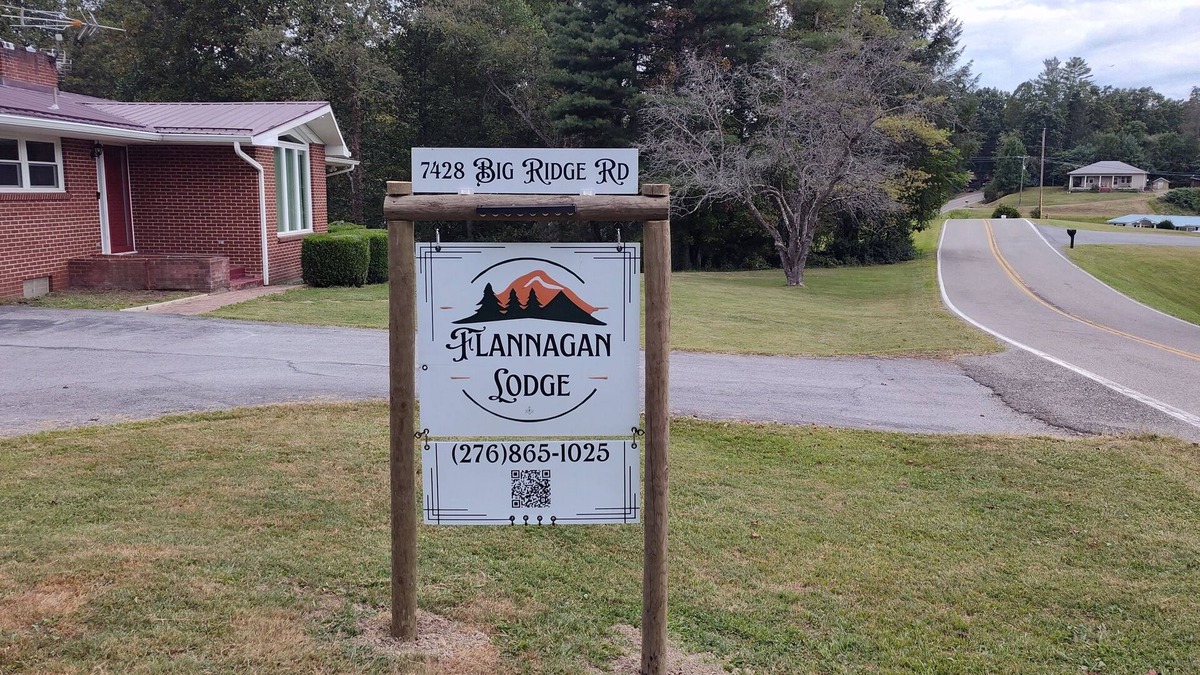 7428 Big Ridge Rd
Flannagan
Lodge
(276)865-1025